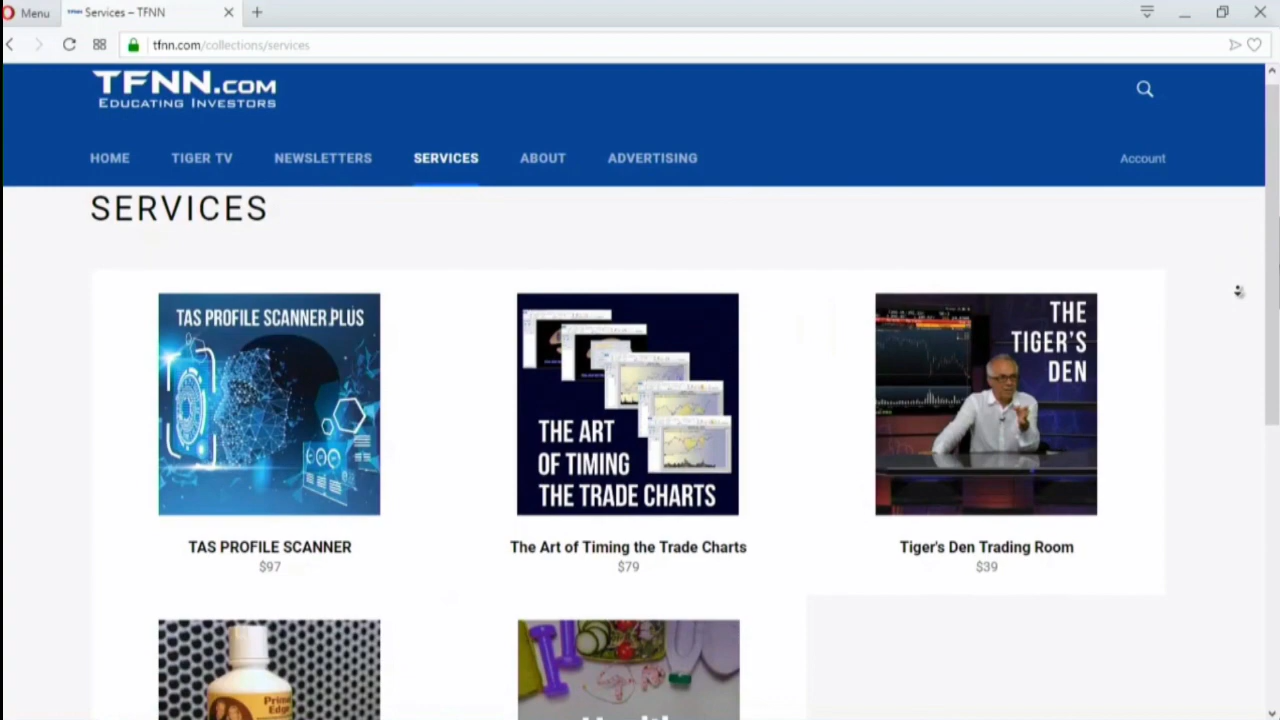 Menu
Services – TFNN
tfnn.com/collections/services
TFNN.COM
EDUCATING INVESTORS
HOME
TIGER TV
NEWSLETTERS
SERVICES
ABOUT
ADVERTISING
Account
SERVICES
TAS PROFILE SCANNER PLUS
THE ART
OF TIMING
THE TRADE CHARTS
THE
TIGER'S
DEN
TAS PROFILE SCANNER
$97
The Art of Timing the Trade Charts
$79
Tiger's Den Trading Room
$39